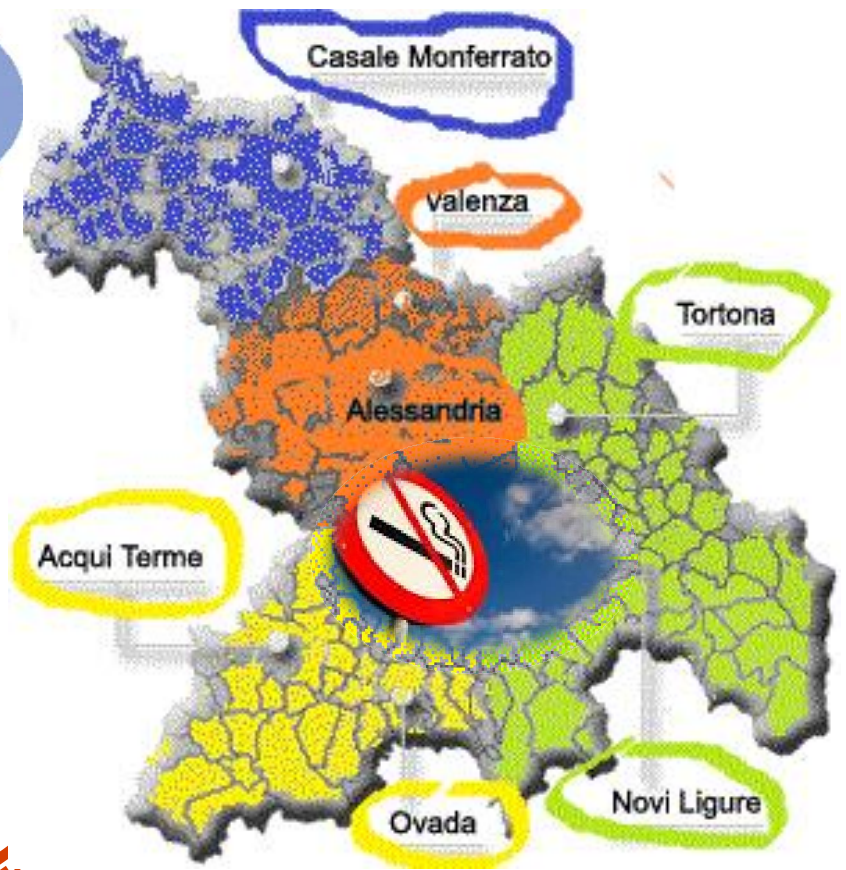 Casale Monferrato
valenza
Tortona
Alessandria
Acqui Terme
Novi Ligure
Ovada